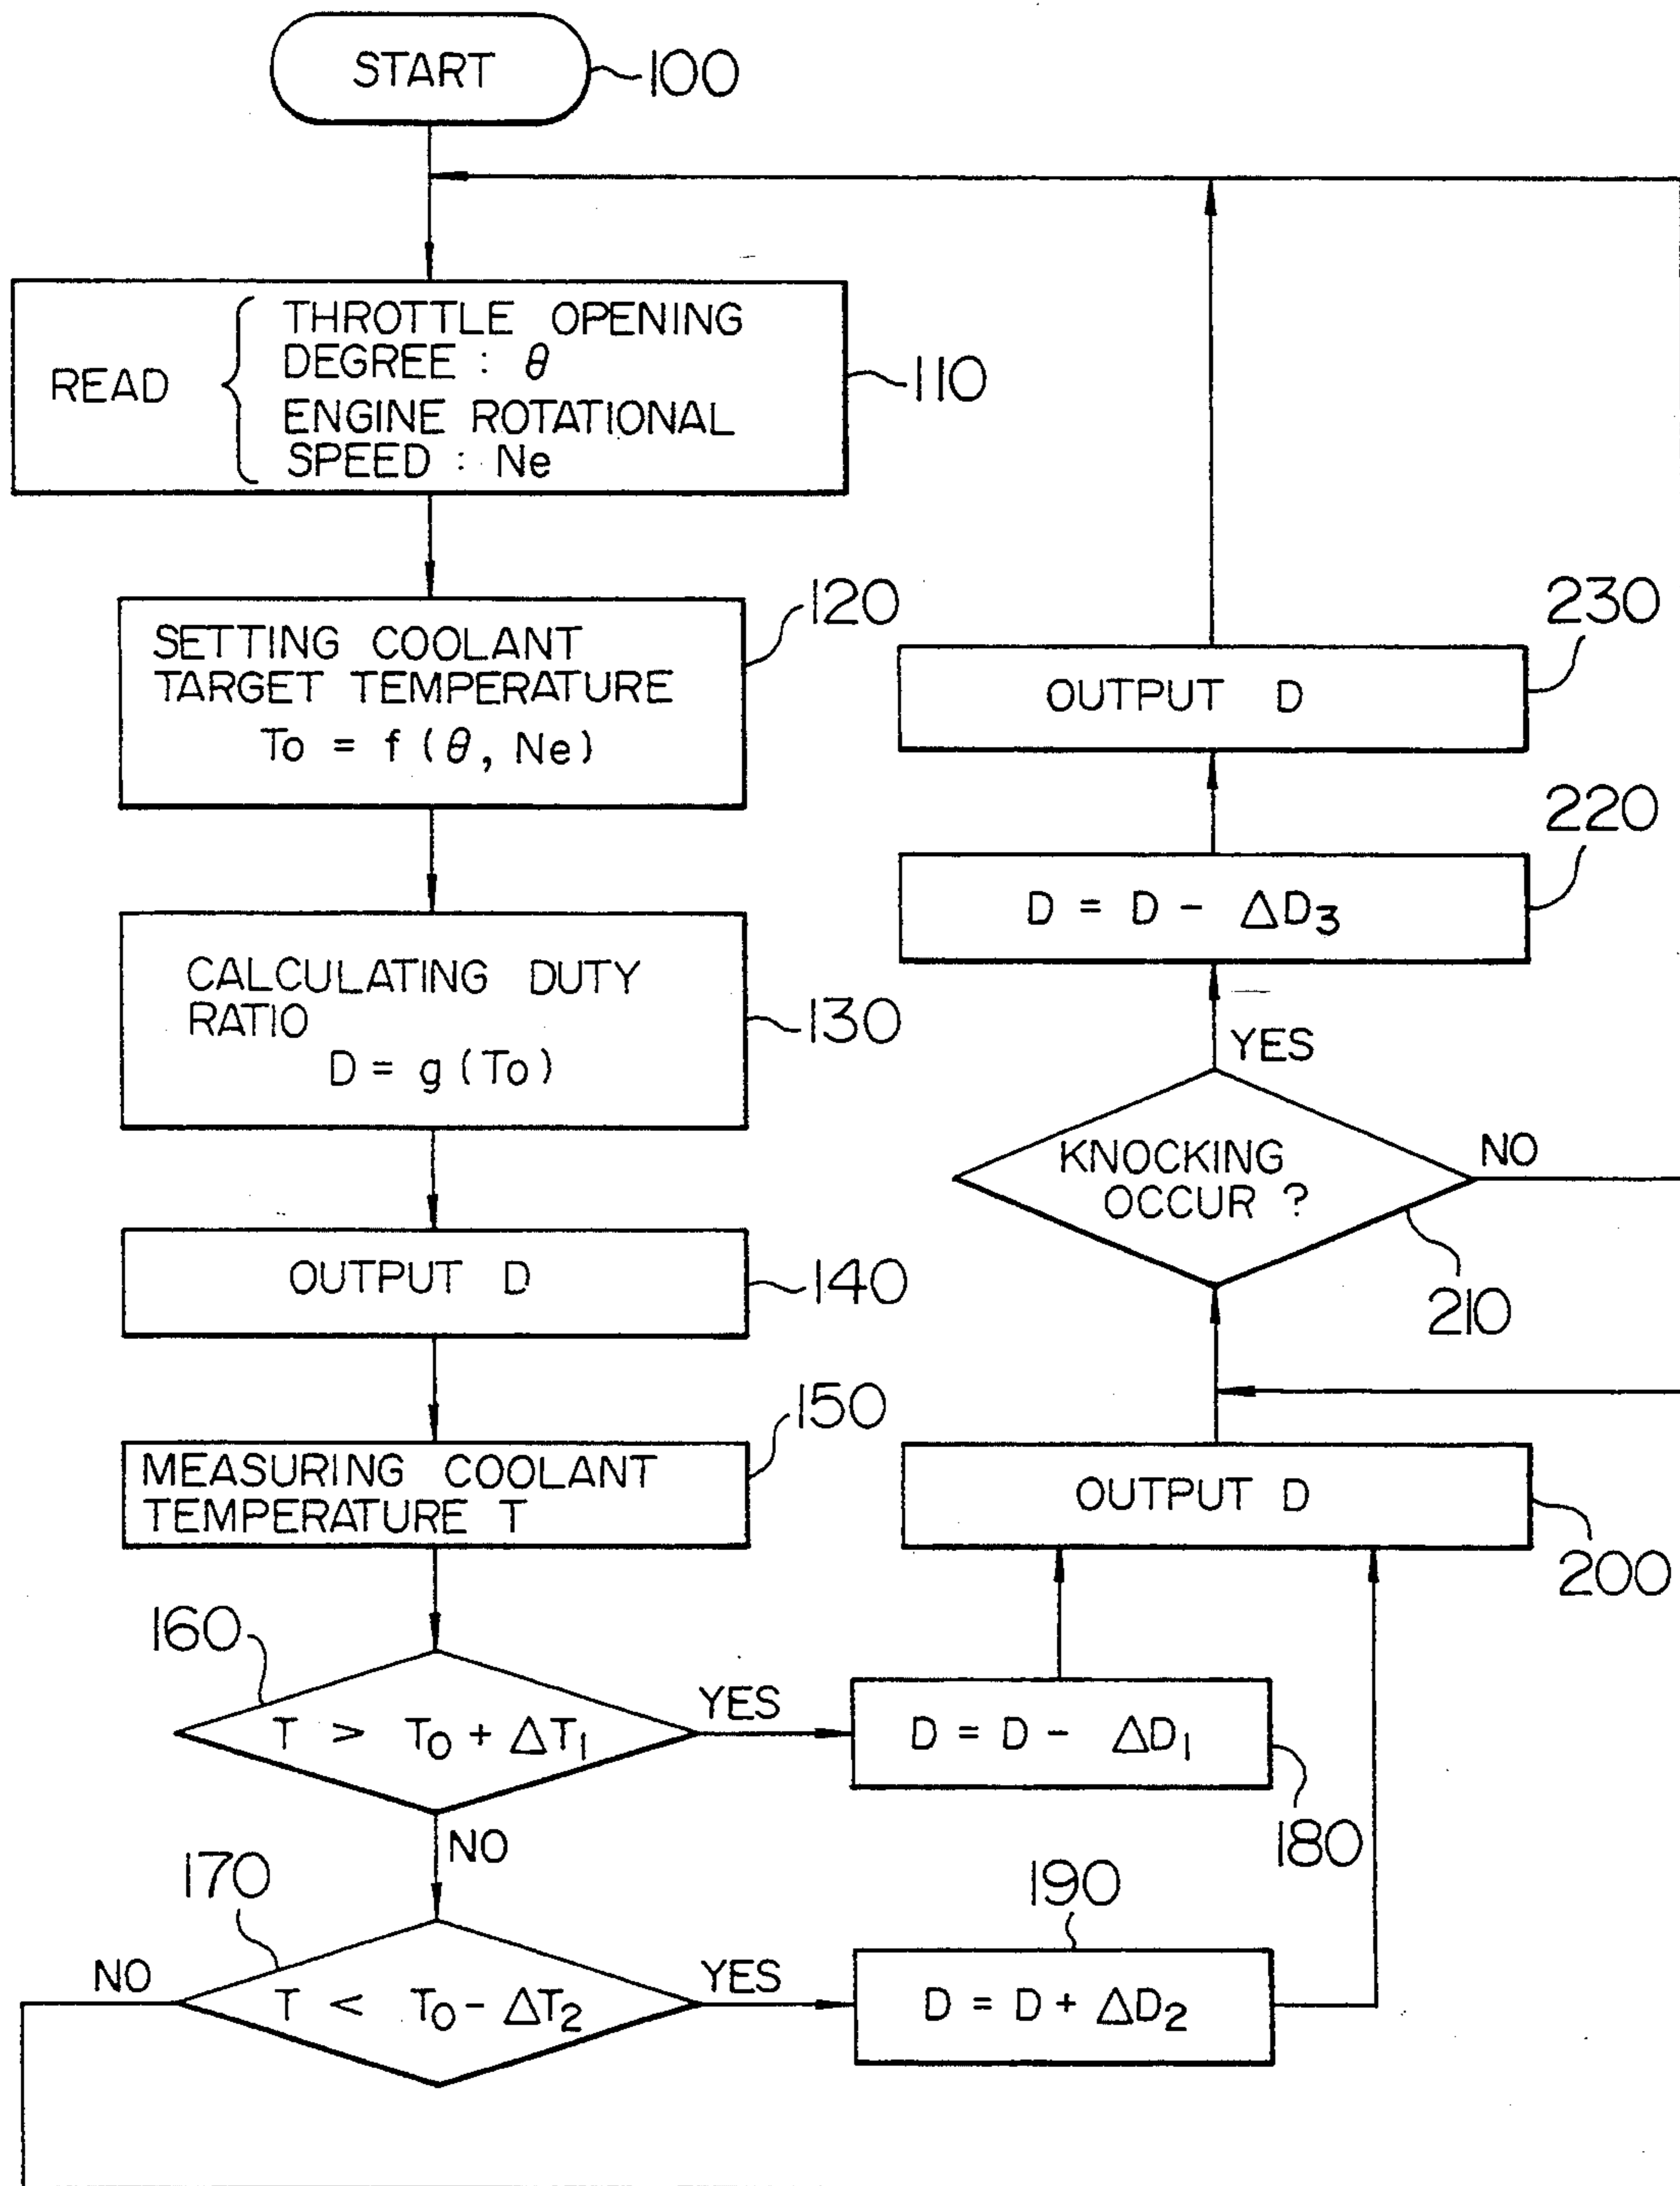 START
100
READ
THROTTLE OPENING
DEGREE : θ
ENGINE ROTATIONAL
SPEED : Ne
110
SETTING COOLANT
TARGET TEMPERATURE
To = f (θ, Ne)
120
CALCULATING DUTY
RATIO
D = g (To)
130
OUTPUT D
140
MEASURING COOLANT
TEMPERATURE T
150
160
T > T₀ + ΔT₁
YES
NO
170
T < T₀ - ΔT₂
NO
YES
D = D - ΔD₁
180
190
D = D + ΔD₂
OUTPUT D
200
KNOCKING
OCCUR ?
210
NO
YES
D = D - ΔD₃
220
OUTPUT D
230